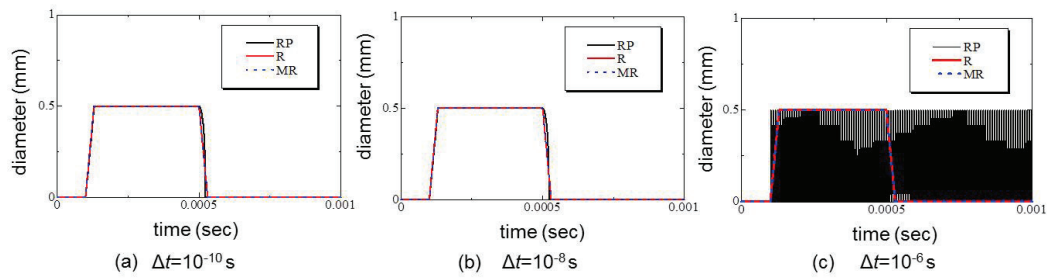 1
RP
R
MR
diameter (mm)
0.5
0
0
0.0005
0.001
time (sec)
(a) Δt=10⁻¹⁰ s
1
RP
R
MR
diameter (mm)
0.5
0
0
0.0005
0.001
time (sec)
(b) Δt=10⁻⁸ s
1
RP
R
MR
diameter (mm)
0.5
0
0
0.0005
0.001
time (sec)
(c) Δt=10⁻⁶ s